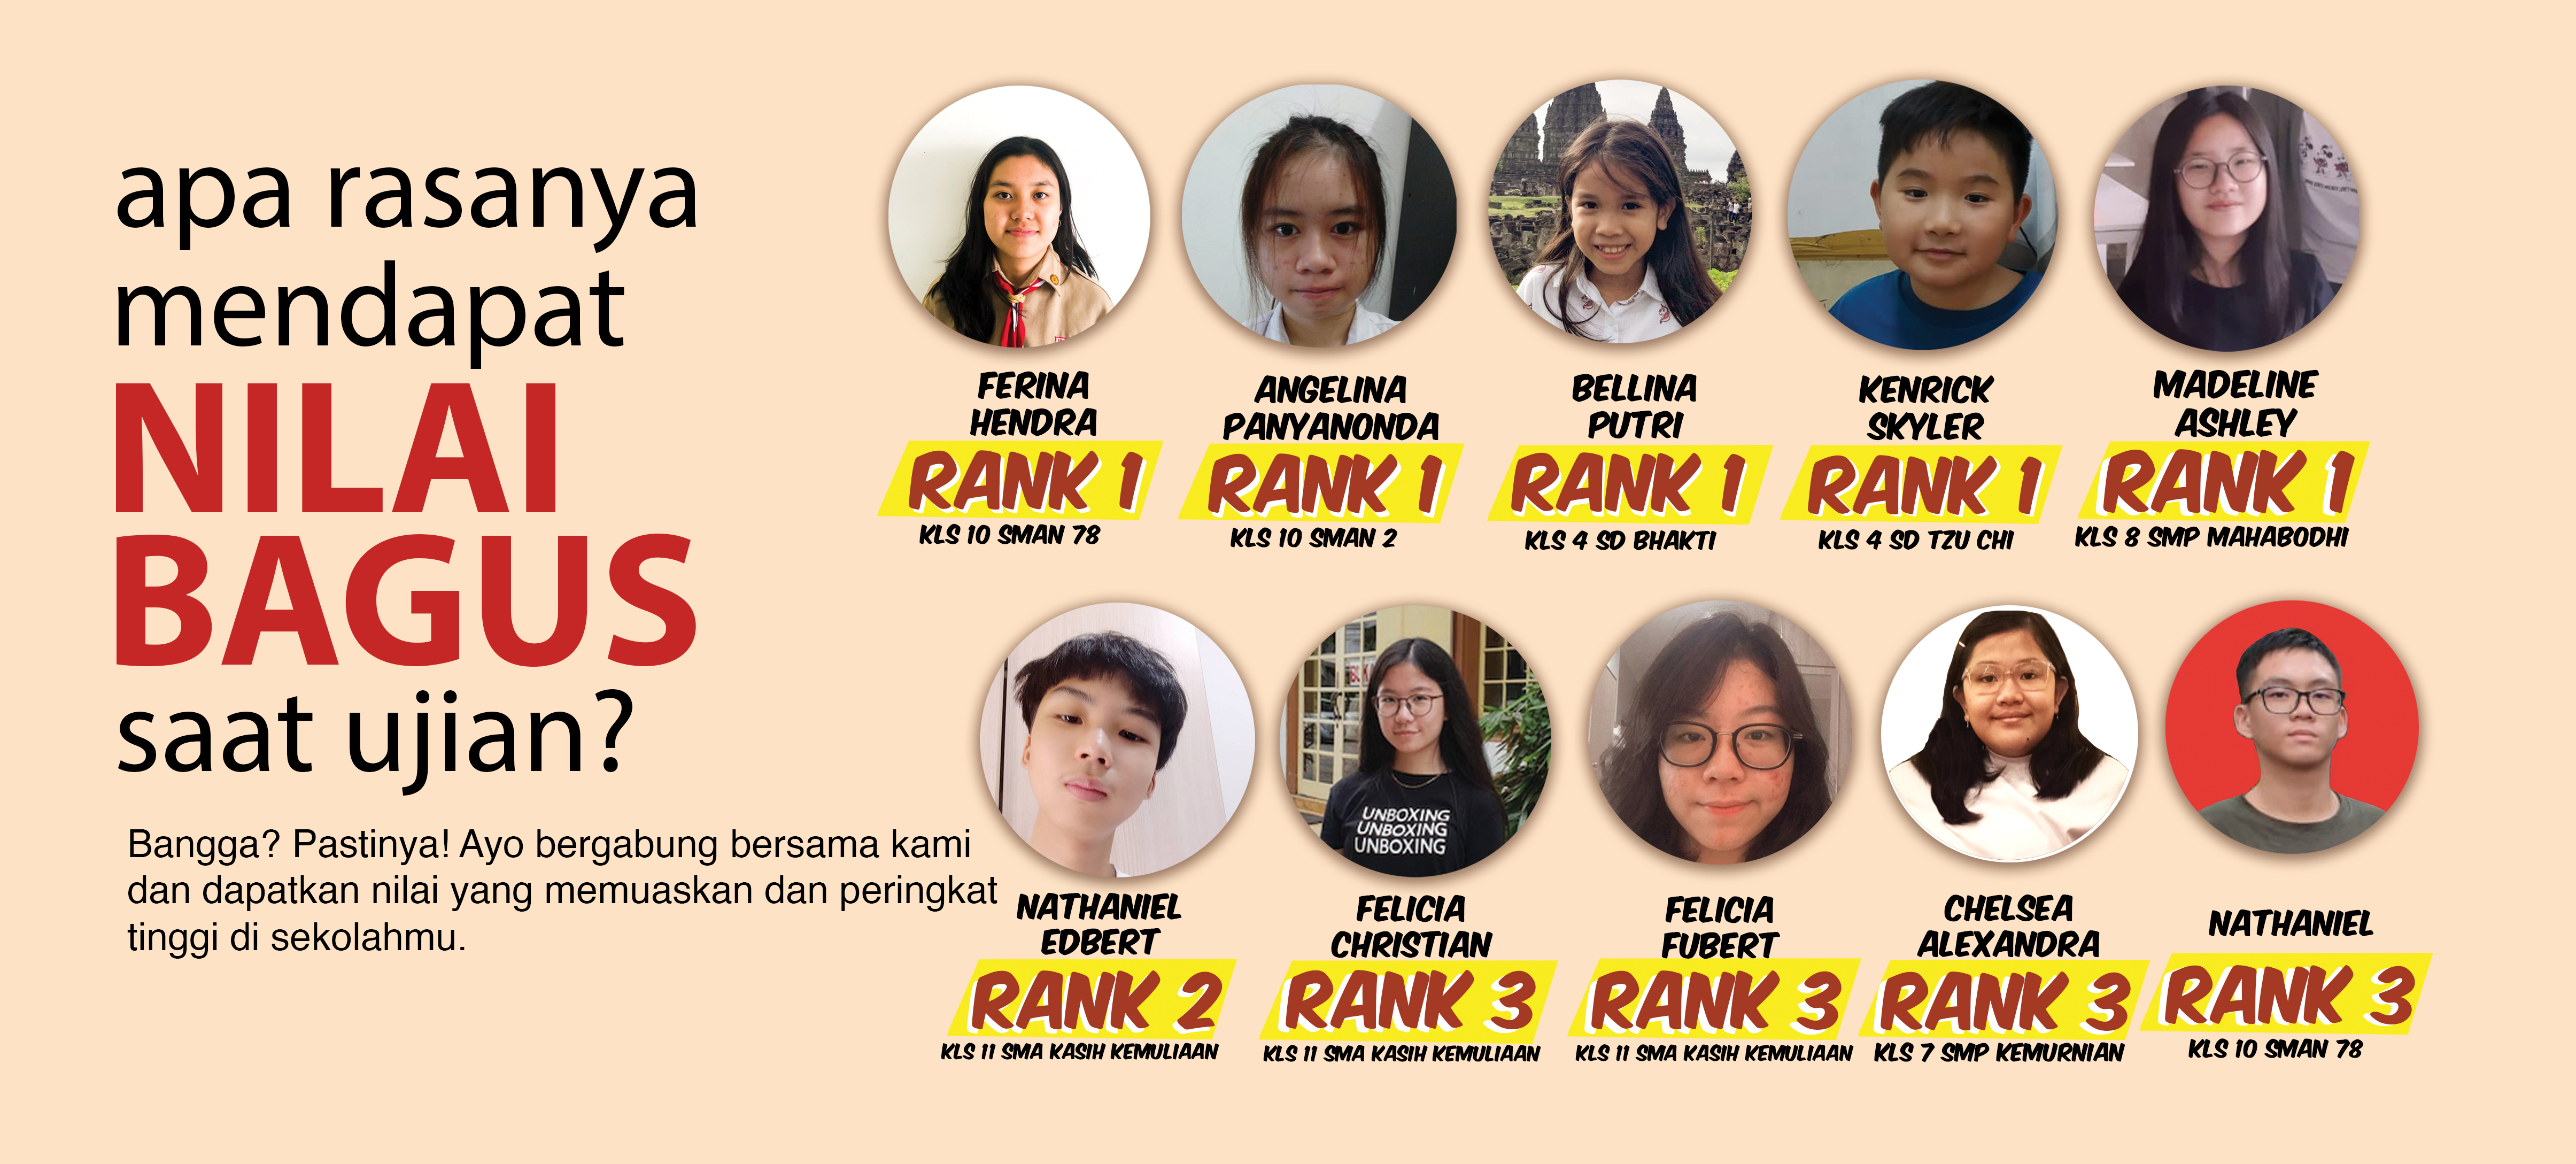 apa rasanya
mendapat
NILAI
BAGUS
saat ujian?
Bangga? Pastinya! Ayo bergabung bersama kami
dan dapatkan nilai yang memuaskan dan peringkat
tinggi di sekolahmu.
FERINA
HENDRA
RANK 1
KLS 10 SMAN 78
ANGELINA
PANYANONDA
RANK 1
KLS 10 SMAN 2
BELLINA
PUTRI
RANK 1
KLS 4 SD BHAKTI
KENRICK
SKYLER
RANK 1
KLS 4 SD TZU CHI
MADELINE
ASHLEY
RANK 1
KLS 8 SMP MAHABODHI
NATHANIEL
EDBERT
RANK 2
KLS 11 SMA KASIH KEMULIAAN
UNBOXING
UNBOXING
UNBOXING
FELICIA
CHRISTIAN
RANK 3
KLS 11 SMA KASIH KEMULIAAN
FELICIA
FUBERT
RANK 3
KLS 11 SMA KASIH KEMULIAAN
CHELSEA
ALEXANDRA
RANK 3
KLS 7 SMP KEMURNIAN
NATHANIEL
RANK 3
KLS 10 SMAN 78